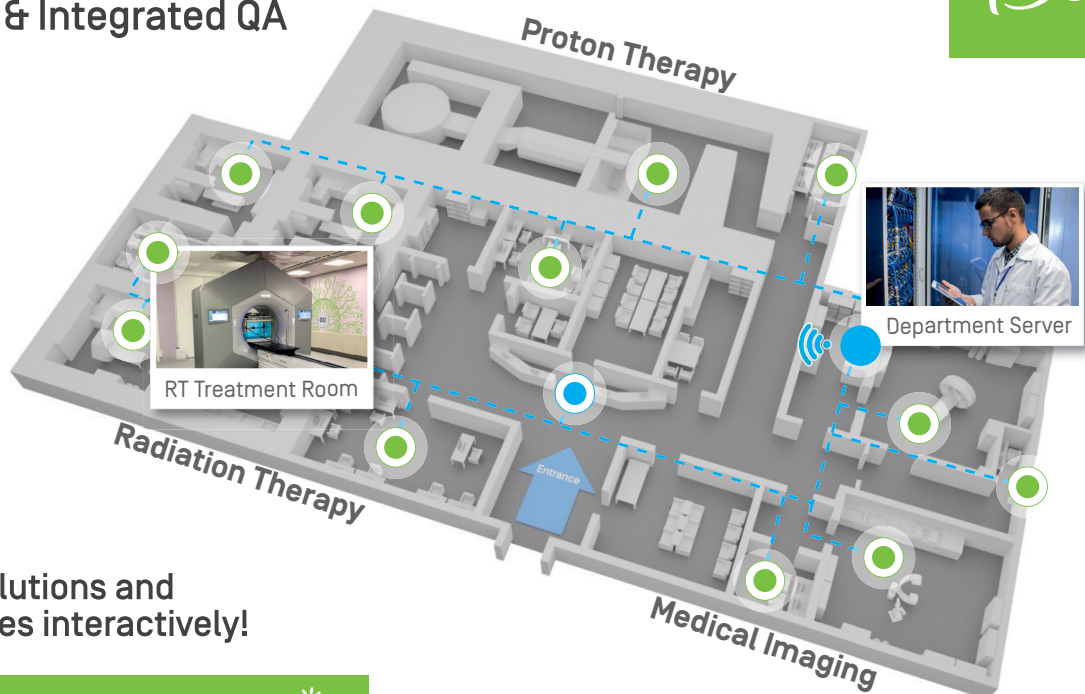 & Integrated QA
Proton Therapy
Department Server
RT Treatment Room
Radiation Therapy
Entrance
Medical Imaging
lutions and
es interactively!